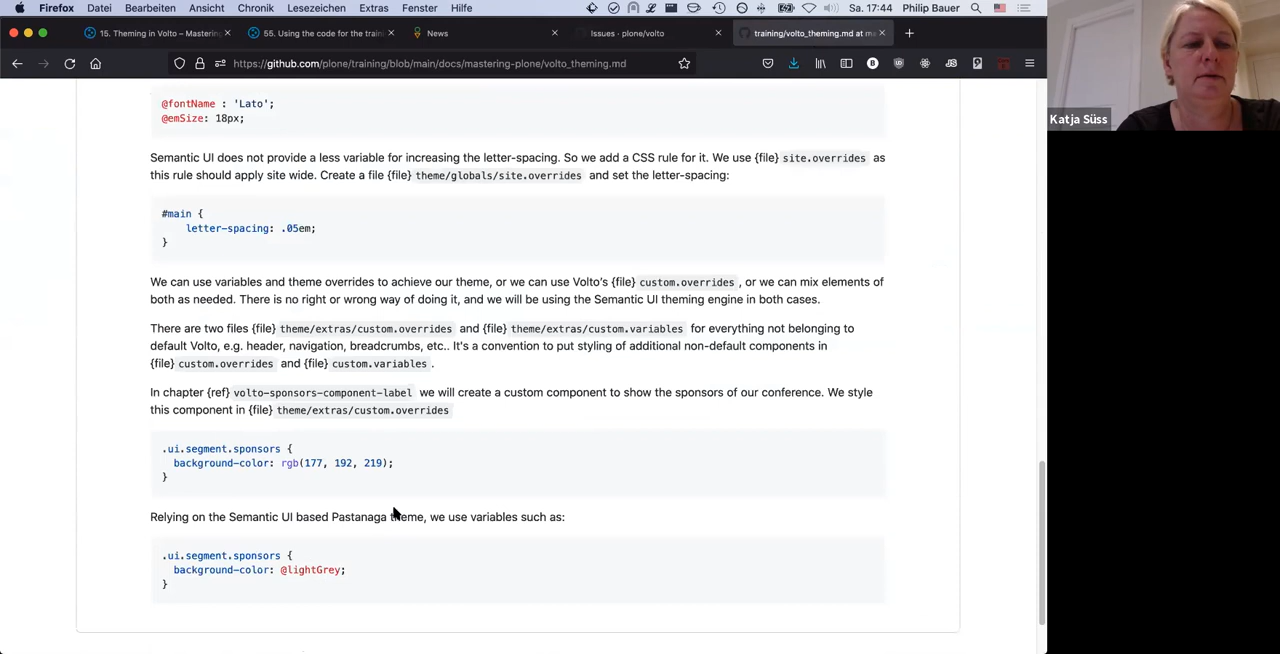 Firefox Datei Bearbeiten Ansicht Chronik Lesezeichen Extras Fenster Hilfe Sa. 17:44 Philip Bauer
15. Theming in Volto – Mastering
55. Using the code for the train
News
Issues · plone/volto
training/volto_theming.md at ma
https://github.com/plone/training/blob/main/docs/mastering-plone/volto_theming.md
Katja Süss
@fontName : 'Lato';
@emSize: 18px;
Semantic UI does not provide a less variable for increasing the letter-spacing. So we add a CSS rule for it. We use {file} site.overrides as
this rule should apply site wide. Create a file {file} theme/globals/site.overrides and set the letter-spacing:
#main {
letter-spacing: .05em;
}
We can use variables and theme overrides to achieve our theme, or we can use Volto's {file} custom.overrides , or we can mix elements of
both as needed. There is no right or wrong way of doing it, and we will be using the Semantic UI theming engine in both cases.
There are two files {file} theme/extras/custom.overrides and {file} theme/extras/custom.variables for everything not belonging to
default Volto, e.g. header, navigation, breadcrumbs, etc.. It's a convention to put styling of additional non-default components in
{file} custom.overrides and {file} custom.variables .
In chapter {ref} volto-sponsors-component-label we will create a custom component to show the sponsors of our conference. We style
this component in {file} theme/extras/custom.overrides
.ui.segment.sponsors {
background-color: rgb(177, 192, 219);
}
Relying on the Semantic UI based Pastanaga theme, we use variables such as:
.ui.segment.sponsors {
background-color: @lightGrey;
}